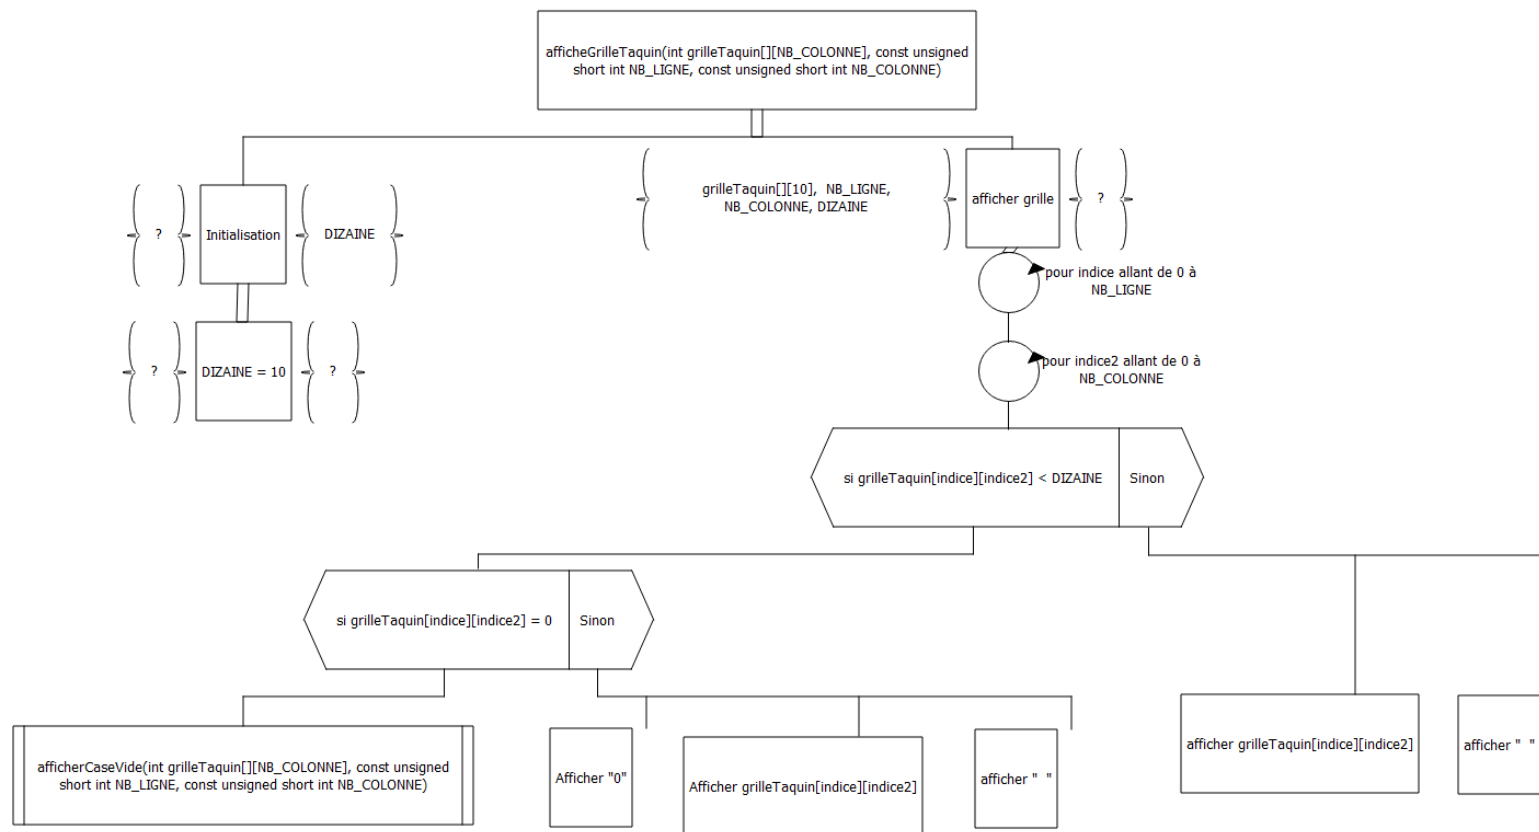 afficheGrilleTaquin(int grilleTaquin[][NB_COLONNE], const unsigned
short int NB_LIGNE, const unsigned short int NB_COLONNE)
?
Initialisation
DIZAINE
grilleTaquin[][10], NB_LIGNE,
NB_COLONNE, DIZAINE
afficher grille
?
pour indice allant de 0 à
NB_LIGNE
?
DIZAINE = 10
?
pour indice2 allant de 0 à
NB_COLONNE
si grilleTaquin[indice][indice2] < DIZAINE
Sinon
si grilleTaquin[indice][indice2] = 0
Sinon
afficherCaseVide(int grilleTaquin[][NB_COLONNE], const unsigned
short int NB_LIGNE, const unsigned short int NB_COLONNE)
Afficher "0"
Afficher grilleTaquin[indice][indice2]
afficher "  "
afficher grilleTaquin[indice][indice2]
afficher "  "